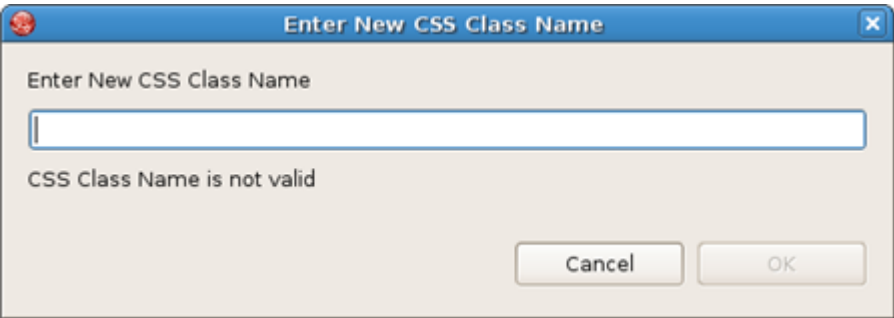 Enter New CSS Class Name
Enter New CSS Class Name
CSS Class Name is not valid
Cancel OK